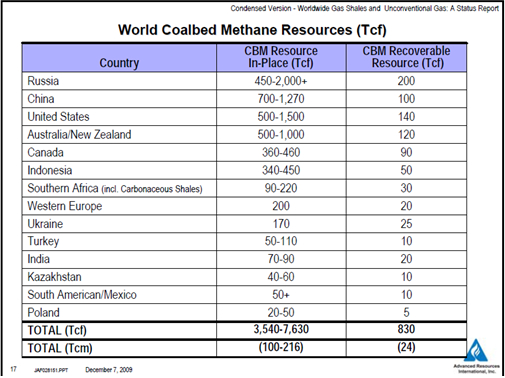 Condensed Version - Worldwide Gas Shales and Unconventional Gas: A Status Report
World Coalbed Methane Resources (Tcf)
Country CBM Resource In-Place (Tcf) CBM Recoverable Resource (Tcf)
Russia 450-2,000+ 200
China 700-1,270 100
United States 500-1,500 140
Australia/New Zealand 500-1,000 120
Canada 360-460 90
Indonesia 340-450 50
Southern Africa (incl. Carbonaceous Shales) 90-220 30
Western Europe 200 20
Ukraine 170 25
Turkey 50-110 10
India 70-90 20
Kazakhstan 40-60 10
South American/Mexico 50+ 10
Poland 20-50 5
TOTAL (Tcf) 3,540-7,630 830
TOTAL (Tcm) (100-216) (24)
17 JAF028151.PPT December 7, 2009
Advanced Resources
International, Inc.